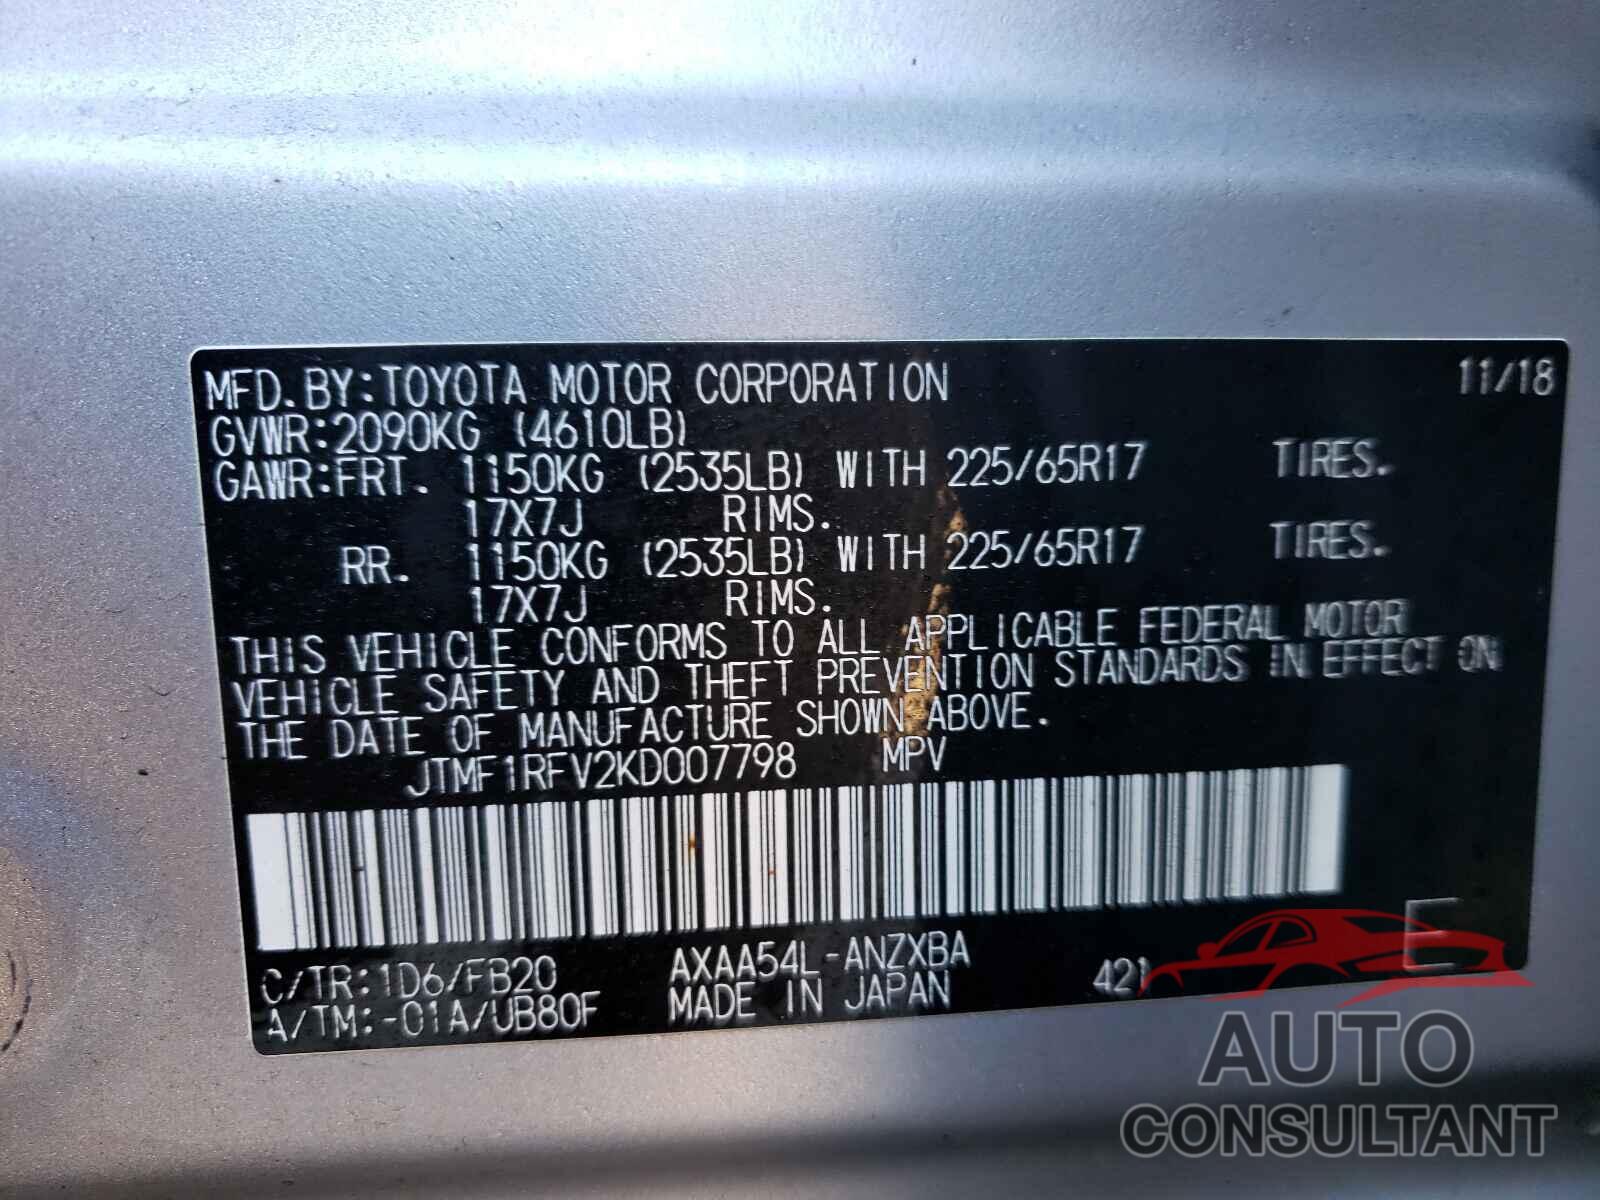 MFD.BY:TOYOTA MOTOR CORPORATION 11/18
GVWR:2090KG (4610LB)
GAWR:FRT. 1150KG (2535LB) WITH 225/65R17 TIRES.
17X7J RIMS.
RR. 1150KG (2535LB) WITH 225/65R17 TIRES.
17X7J RIMS.
THIS VEHICLE CONFORMS TO ALL APPLICABLE FEDERAL MOTOR
VEHICLE SAFETY AND THEFT PREVENTION STANDARDS IN EFFECT ON
THE DATE OF MANUFACTURE SHOWN ABOVE.
JTMF1RFV2KD007798 MPV
C/TR:1D6/FB20 AXAA54L-ANZXBA 421 E
A/TM:-01A/UB80F MADE IN JAPAN
AUTO
CONSULTANT